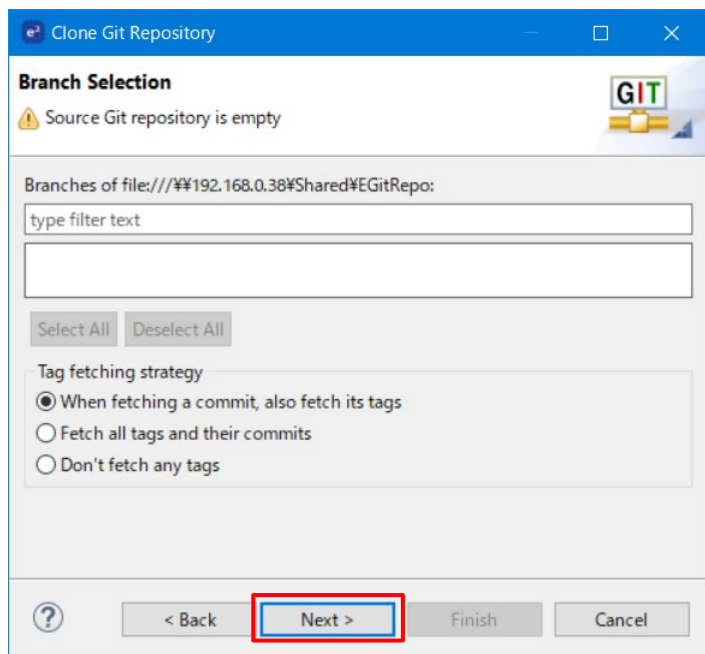 e² Clone Git Repository
Branch Selection
GIT
Source Git repository is empty
Branches of file:///¥¥192.168.0.38¥Shared¥EGitRepo:
type filter text
Select All Deselect All
Tag fetching strategy
When fetching a commit, also fetch its tags
Fetch all tags and their commits
Don't fetch any tags
? < Back Next > Finish Cancel